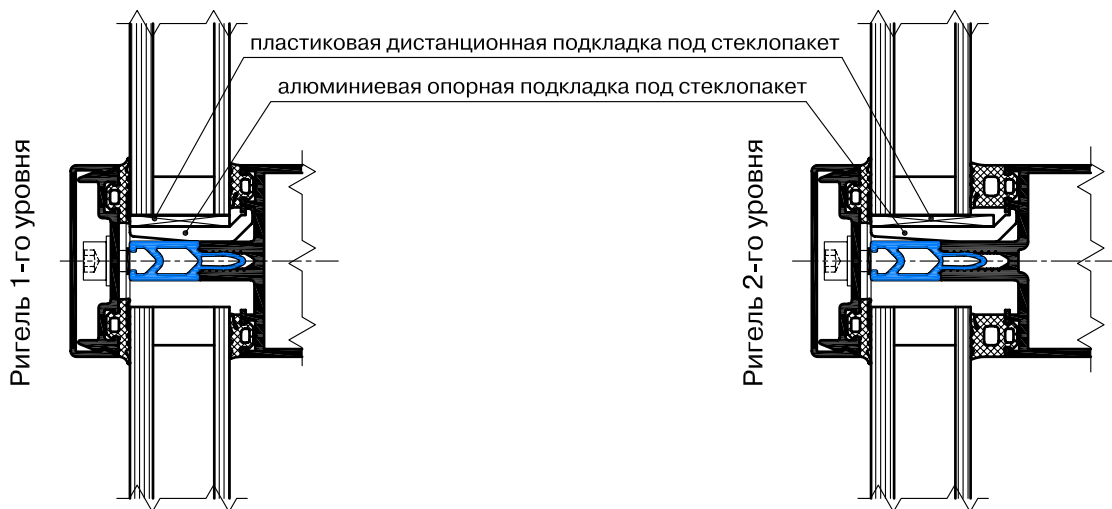 пластиковая дистанционная подкладка под стеклопакет
алюминиевая опорная подкладка под стеклопакет
Ригель 1-го уровня
Ригель 2-го уровня